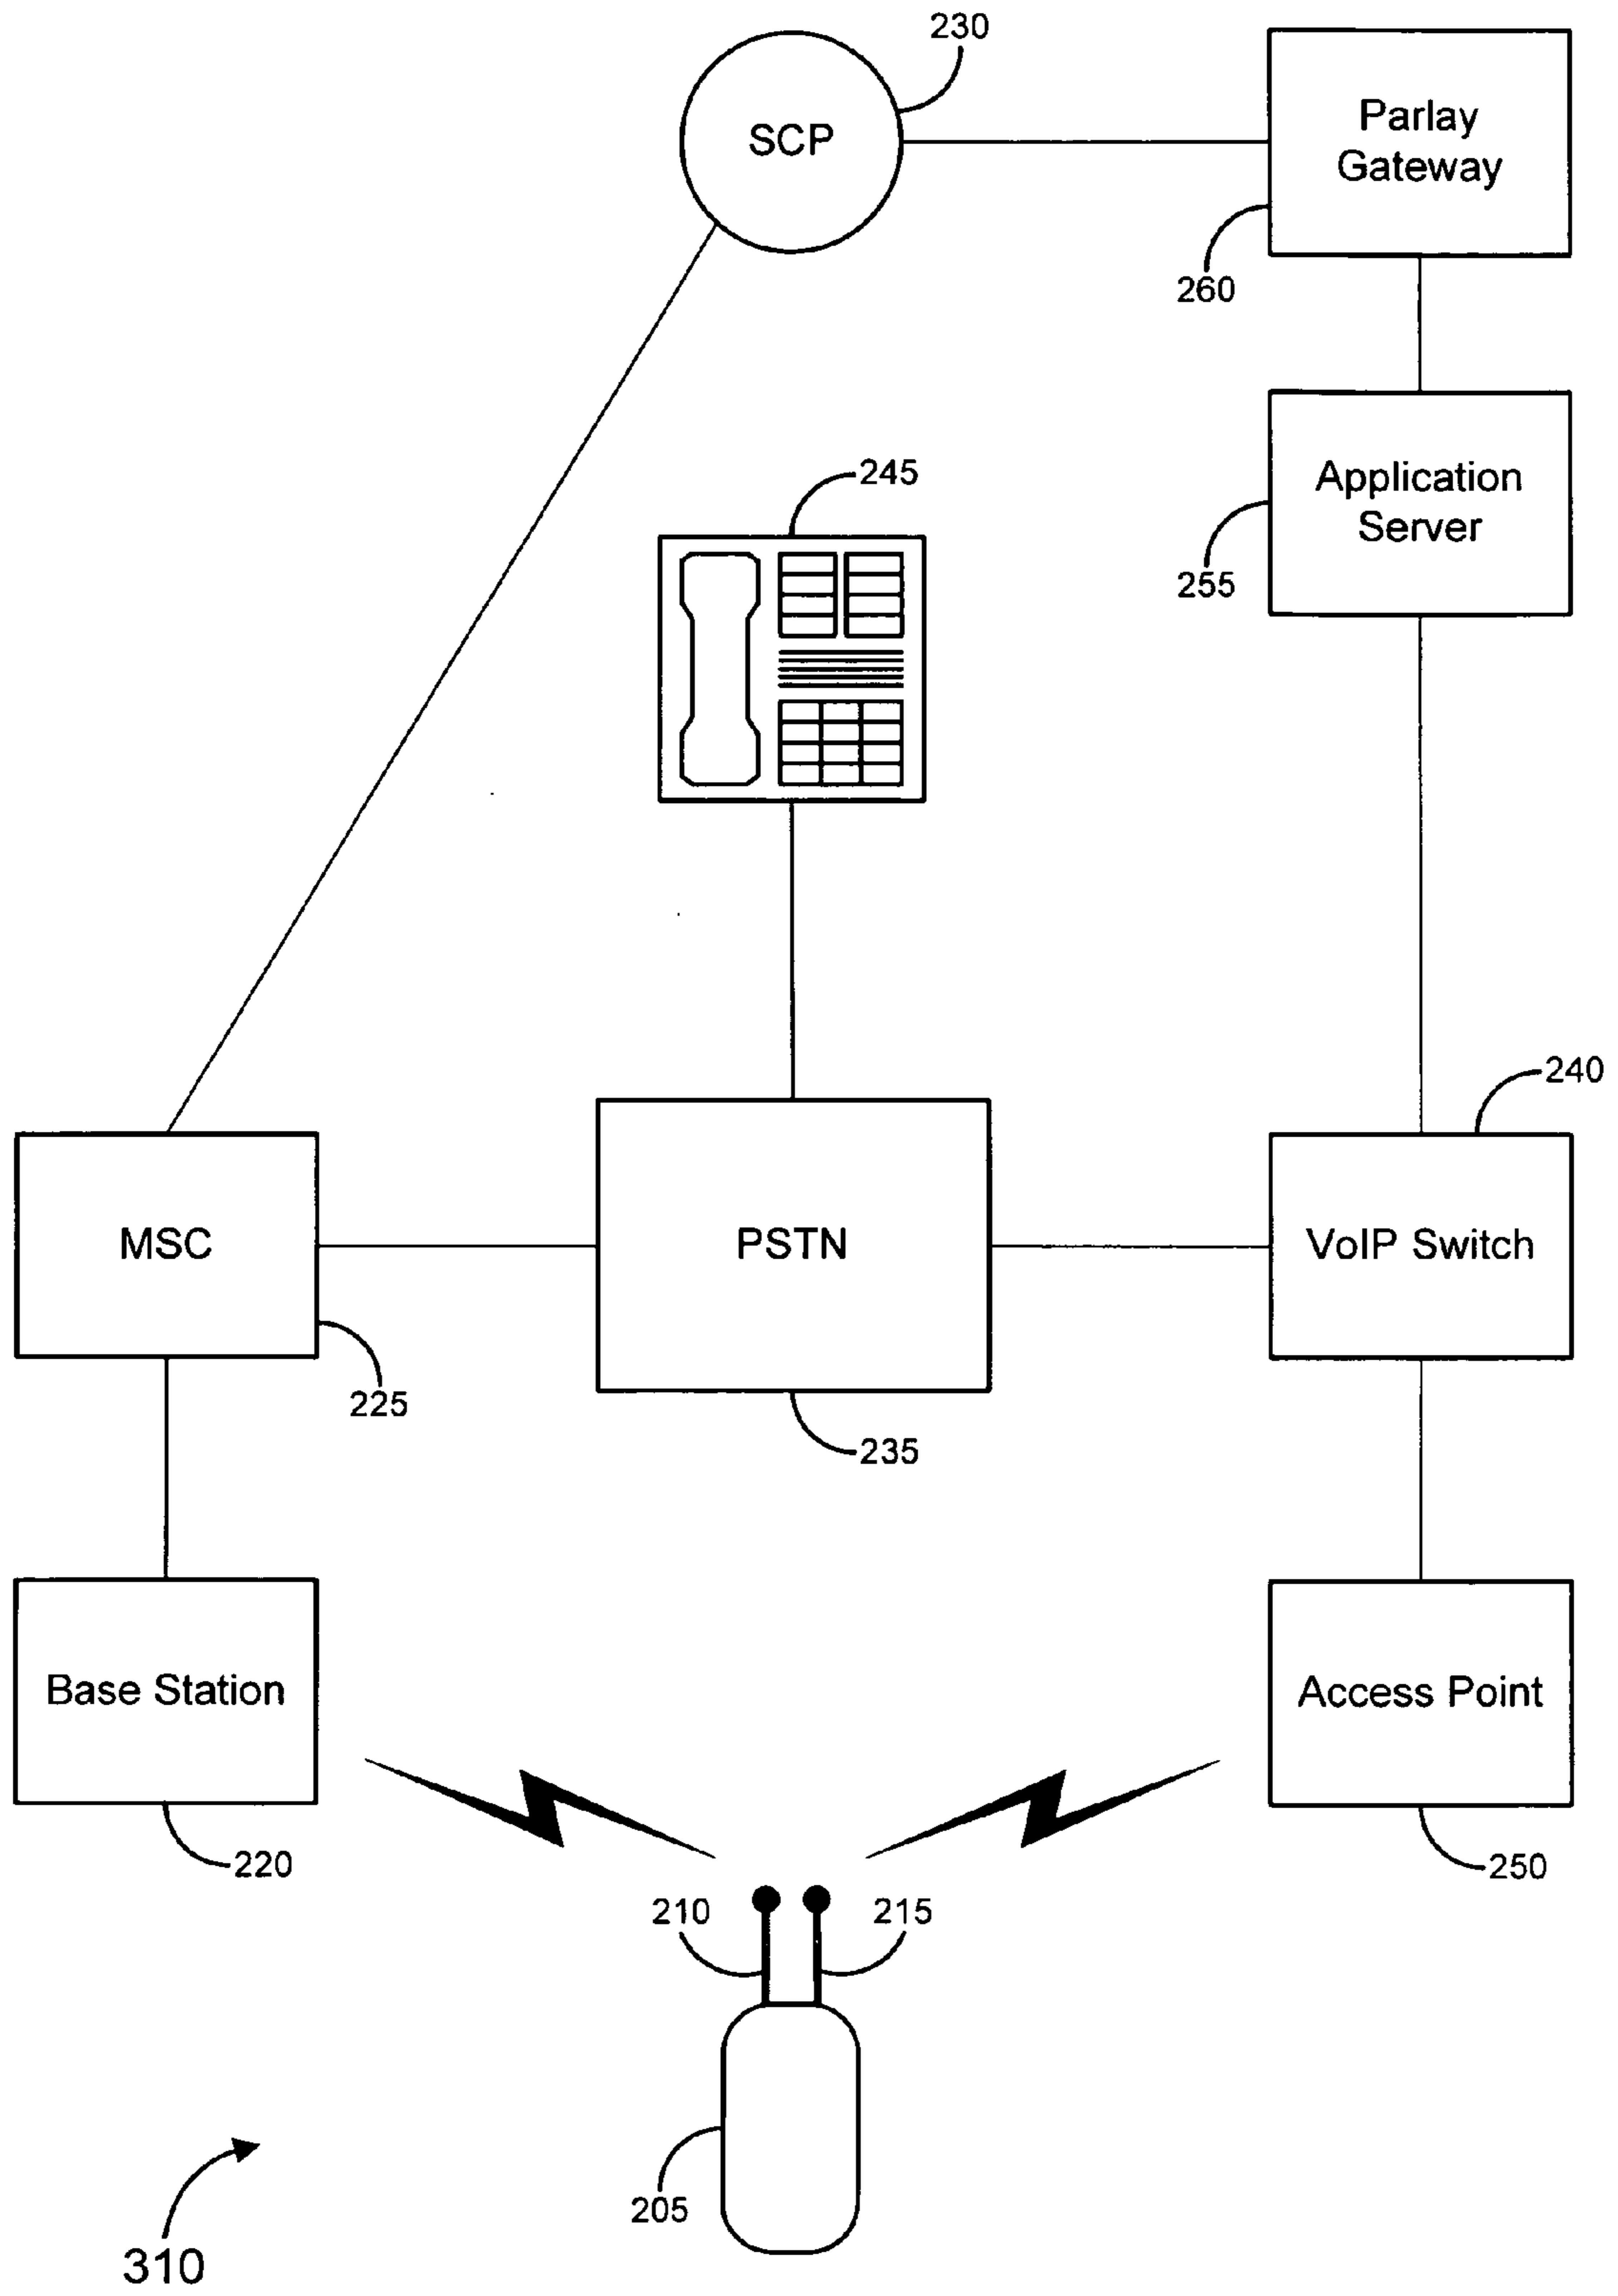 230
SCP
Parlay
Gateway
260
245
Application
Server
255
240
MSC
PSTN
VoIP Switch
225
235
Base Station
Access Point
220
250
210
215
205
310